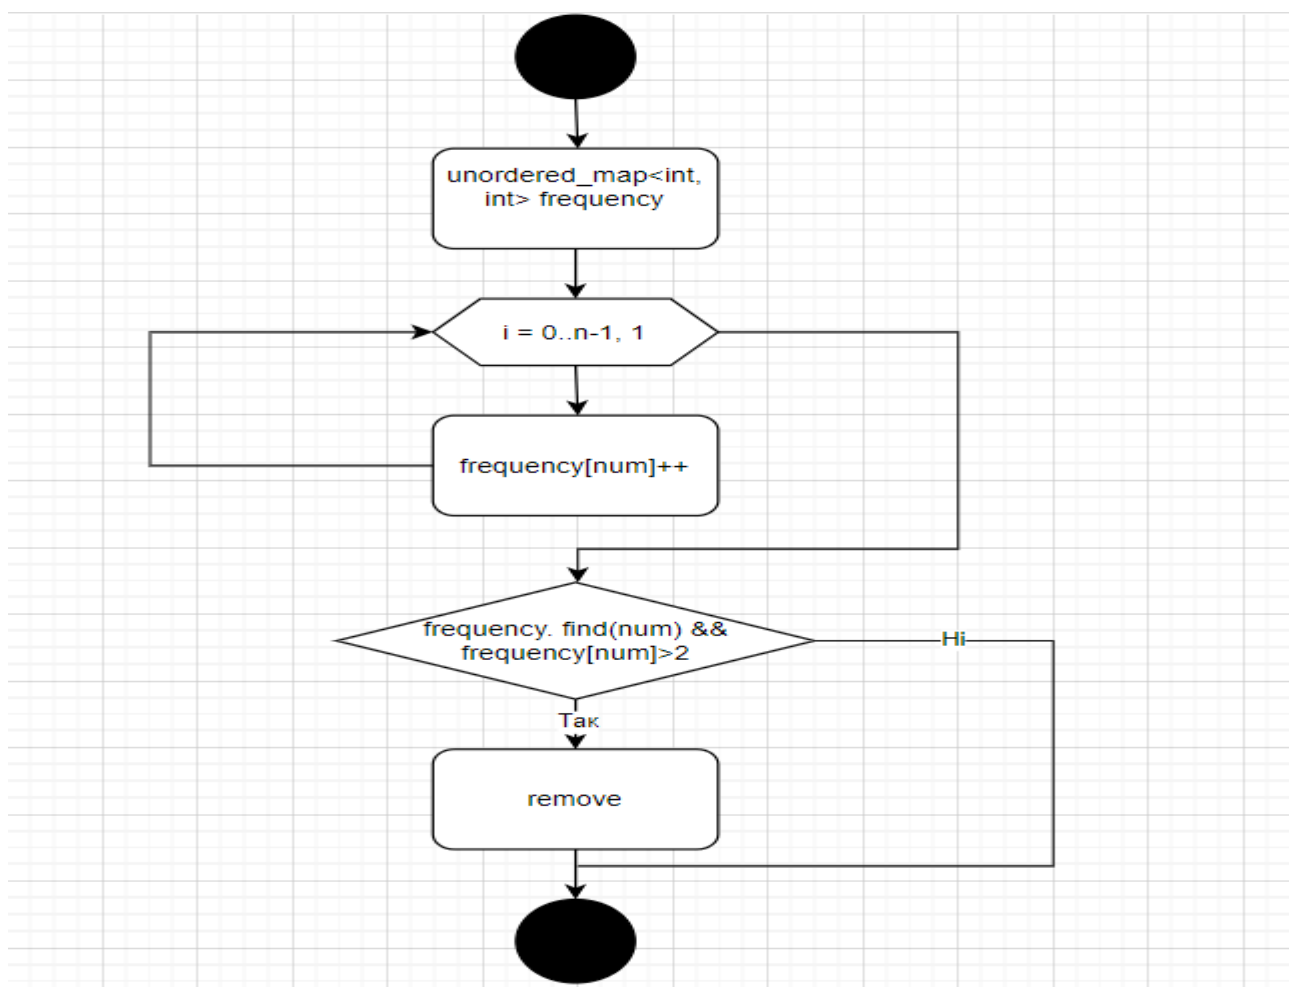 unordered_map<int,
int> frequency
i = 0..n-1, 1
frequency[num]++
frequency. find(num) &&
frequency[num]>2
Ні
Так
remove